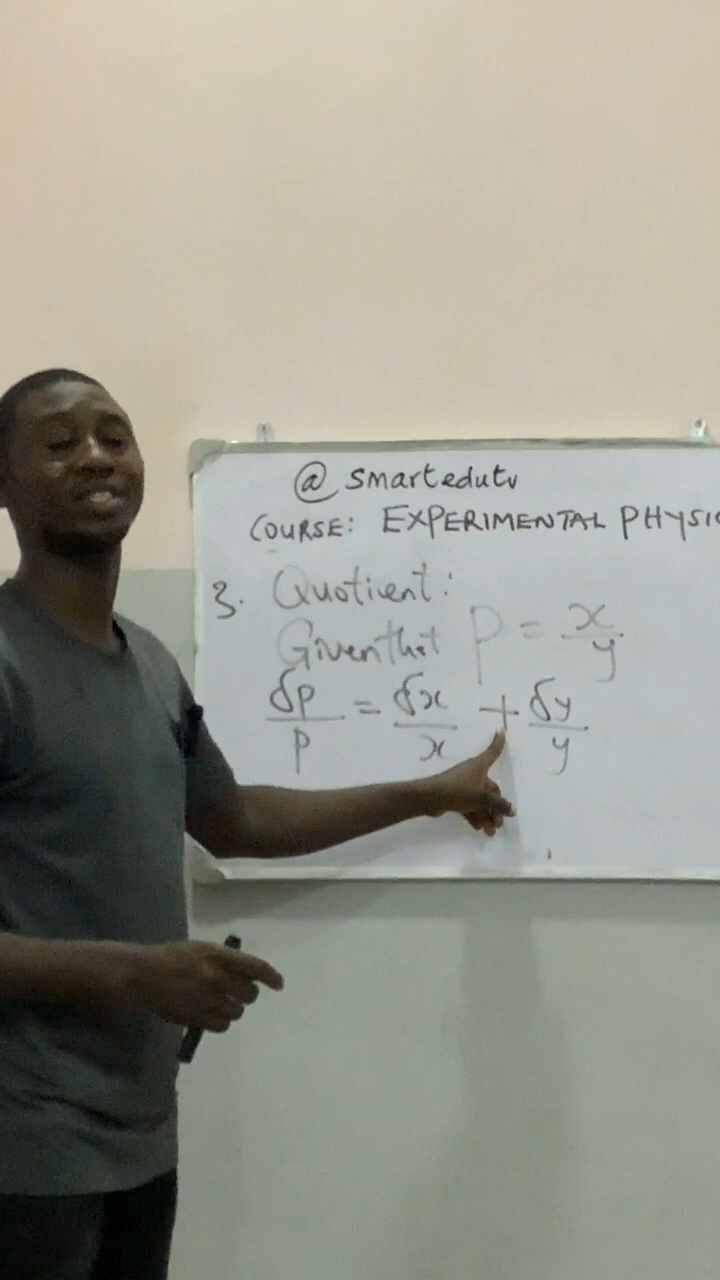 @ smartedutv
COURSE: EXPERIMENTAL PHYSIC
3. Quotient:
Given that P = x/y
δp/p = δx/x + δy/y